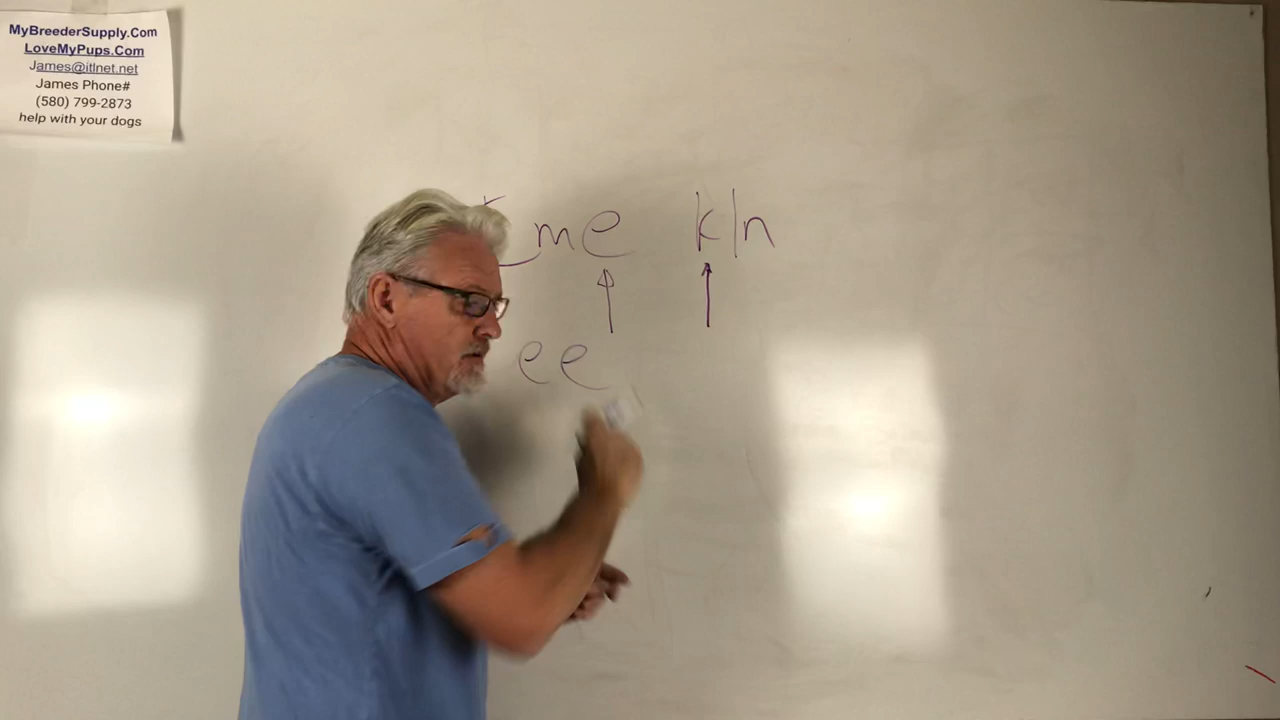 MyBreederSupply.Com
LoveMyPups.Com
James@itlnet.net
James Phone#
(580) 799-2873
help with your dogs
me k/n
ee